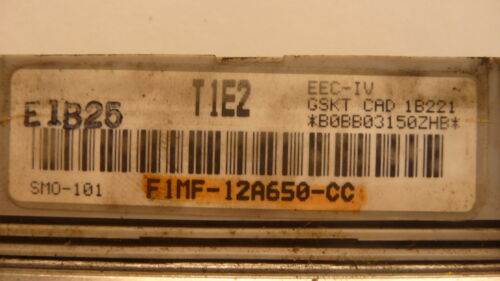 E1B25
T1E2
EEC-IV
GSKT CAD 1B221
*B0BB03150ZHB*
SMO-101
F1MF-12A650-CC